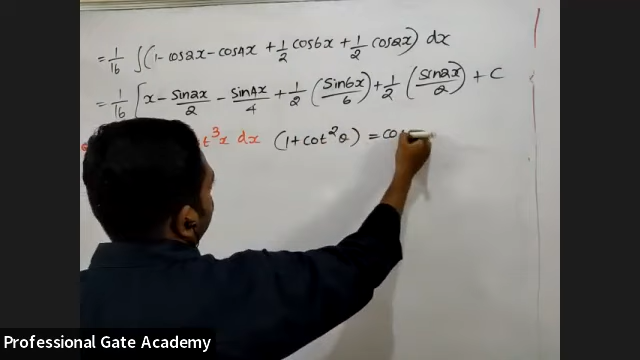 = 1/16 ∫(1-cos2x-cos4x + 1/2 cos6x + 1/2 cos2x) dx
= 1/16 [x - sin2x/2 - sin4x/4 + 1/2 (sin6x/6) + 1/2 (sin2x/2) + C
t³x dx (1+cot²θ) = co
Professional Gate Academy